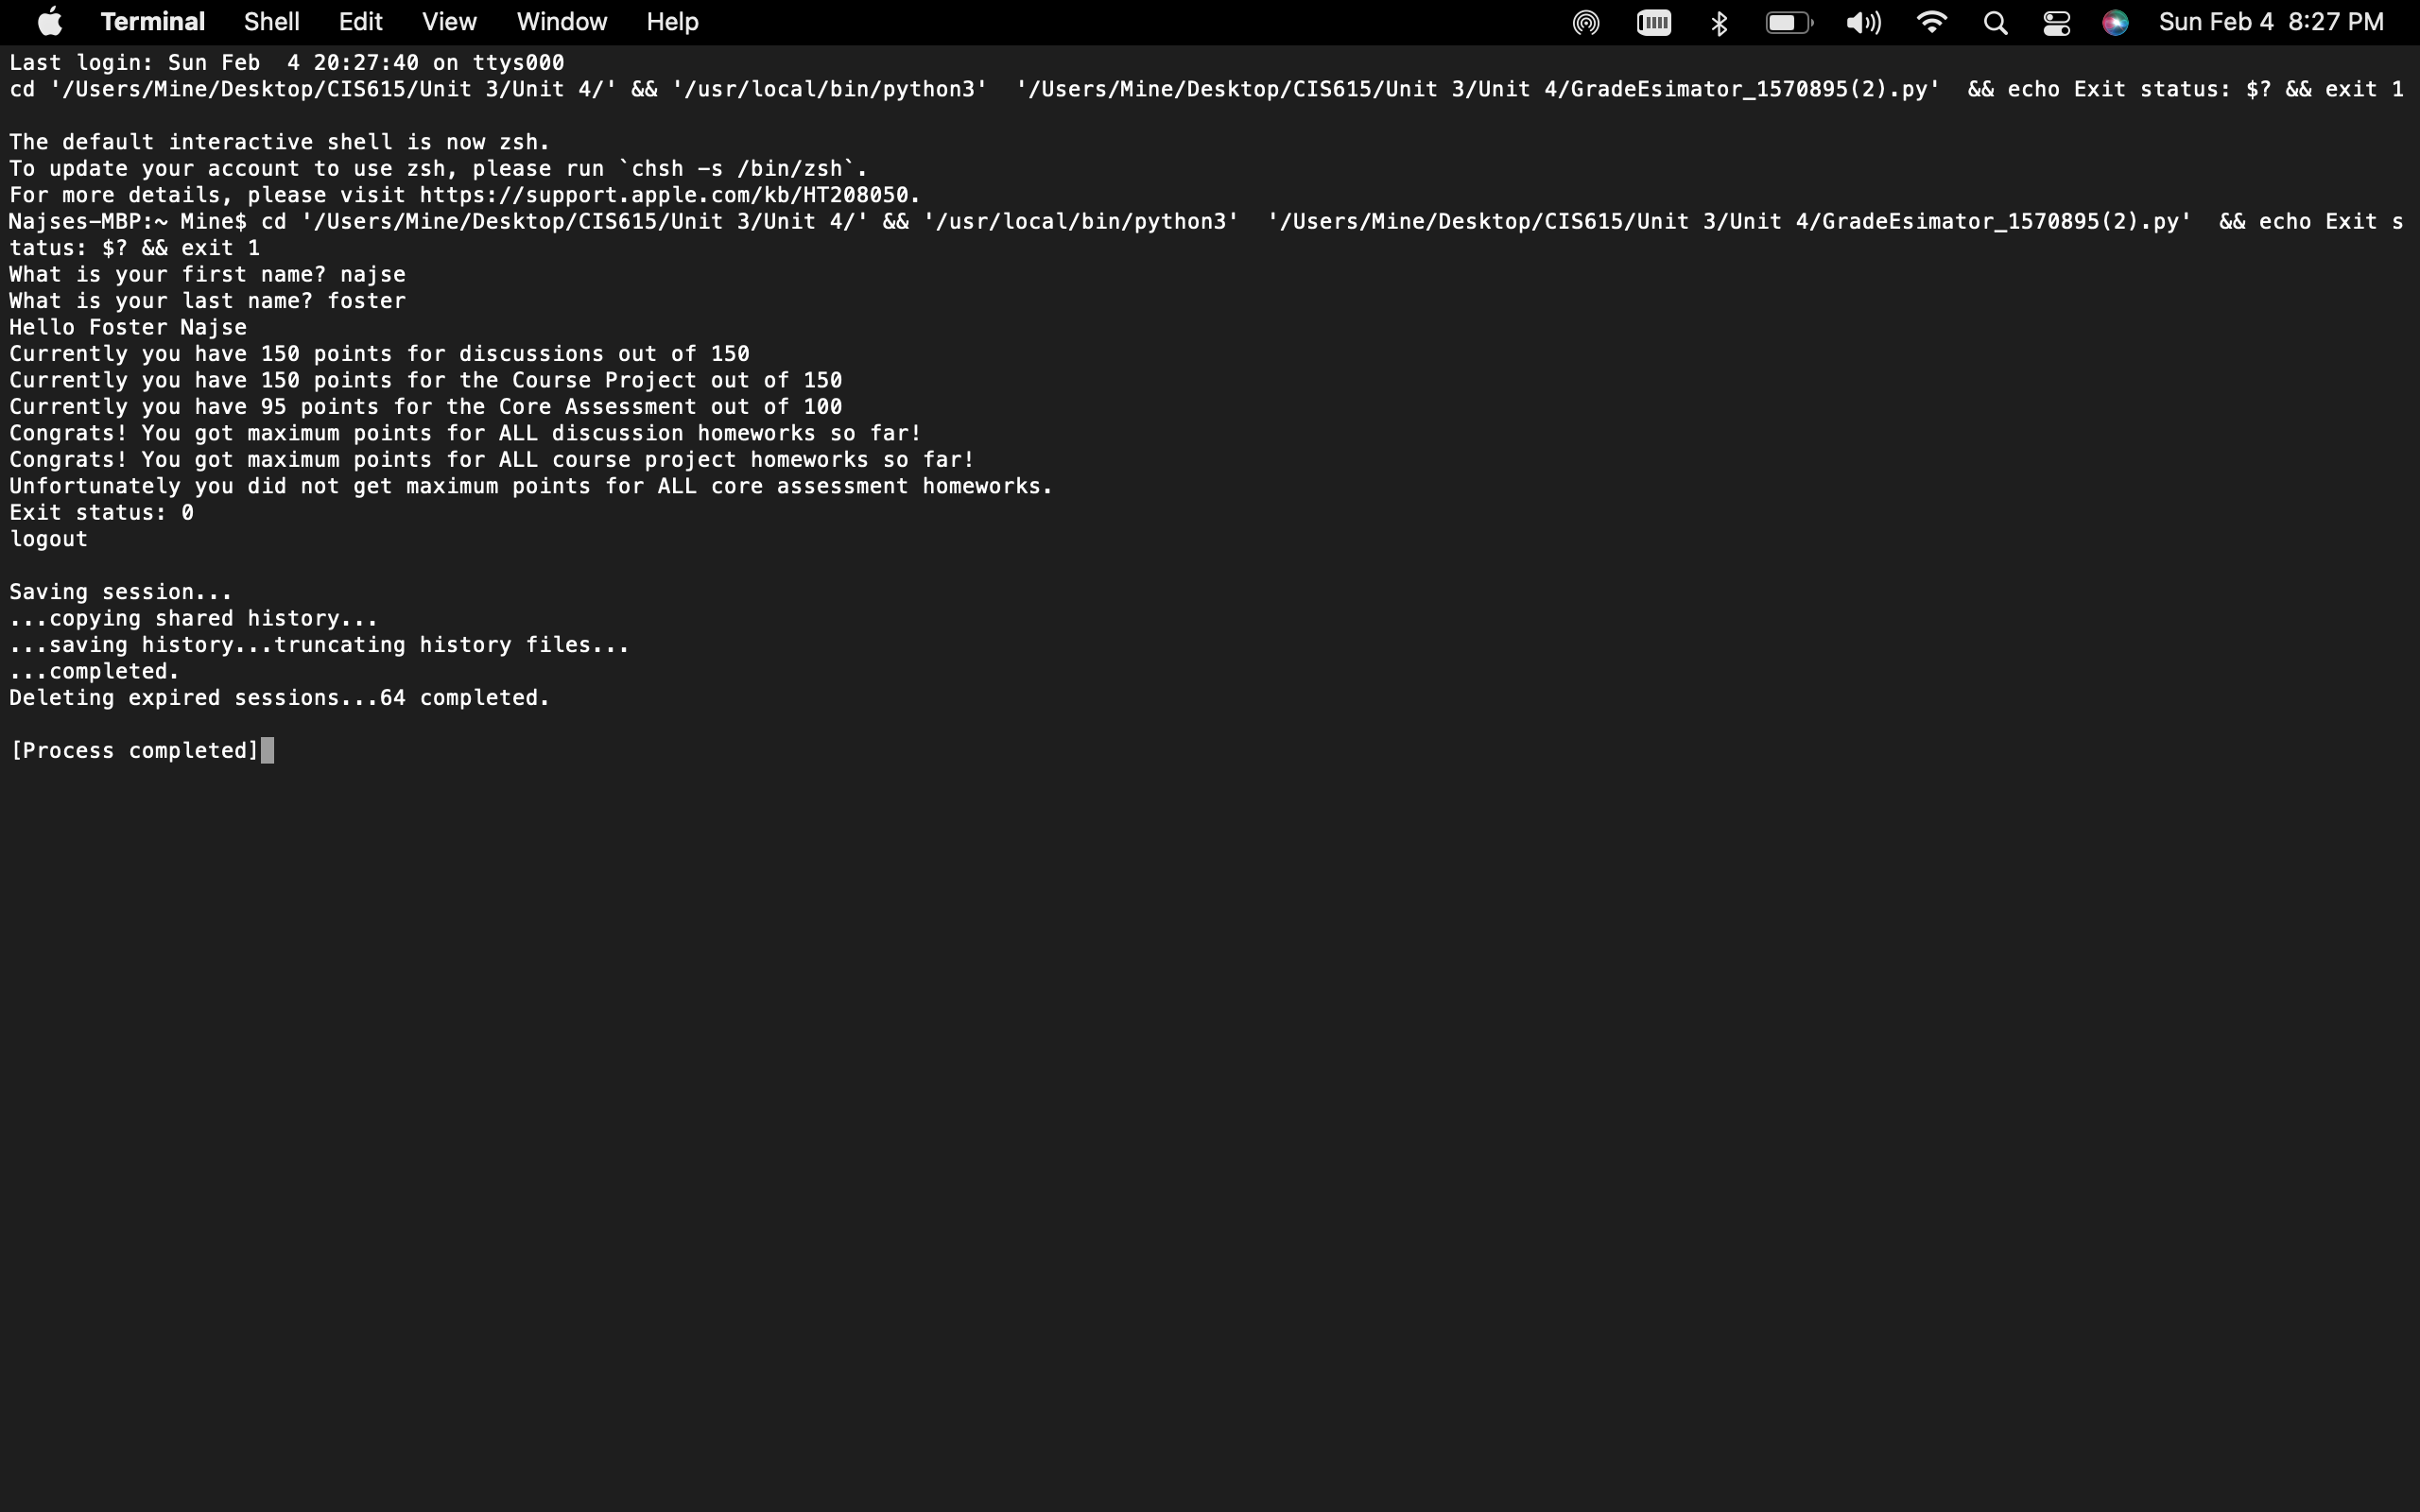 Terminal Shell Edit View Window Help Sun Feb 4 8:27 PM
Last login: Sun Feb  4 20:27:40 on ttys000
cd '/Users/Mine/Desktop/CIS615/Unit 3/Unit 4/' && '/usr/local/bin/python3'  '/Users/Mine/Desktop/CIS615/Unit 3/Unit 4/GradeEsimator_1570895(2).py'  && echo Exit status: $? && exit 1
The default interactive shell is now zsh.
To update your account to use zsh, please run `chsh -s /bin/zsh`.
For more details, please visit https://support.apple.com/kb/HT208050.
Najses-MBP:~ Mine$ cd '/Users/Mine/Desktop/CIS615/Unit 3/Unit 4/' && '/usr/local/bin/python3'  '/Users/Mine/Desktop/CIS615/Unit 3/Unit 4/GradeEsimator_1570895(2).py'  && echo Exit s
tatus: $? && exit 1
What is your first name? najse
What is your last name? foster
Hello Foster Najse
Currently you have 150 points for discussions out of 150
Currently you have 150 points for the Course Project out of 150
Currently you have 95 points for the Core Assessment out of 100
Congrats! You got maximum points for ALL discussion homeworks so far!
Congrats! You got maximum points for ALL course project homeworks so far!
Unfortunately you did not get maximum points for ALL core assessment homeworks.
Exit status: 0
logout
Saving session...
...copying shared history...
...saving history...truncating history files...
...completed.
Deleting expired sessions...64 completed.
[Process completed]